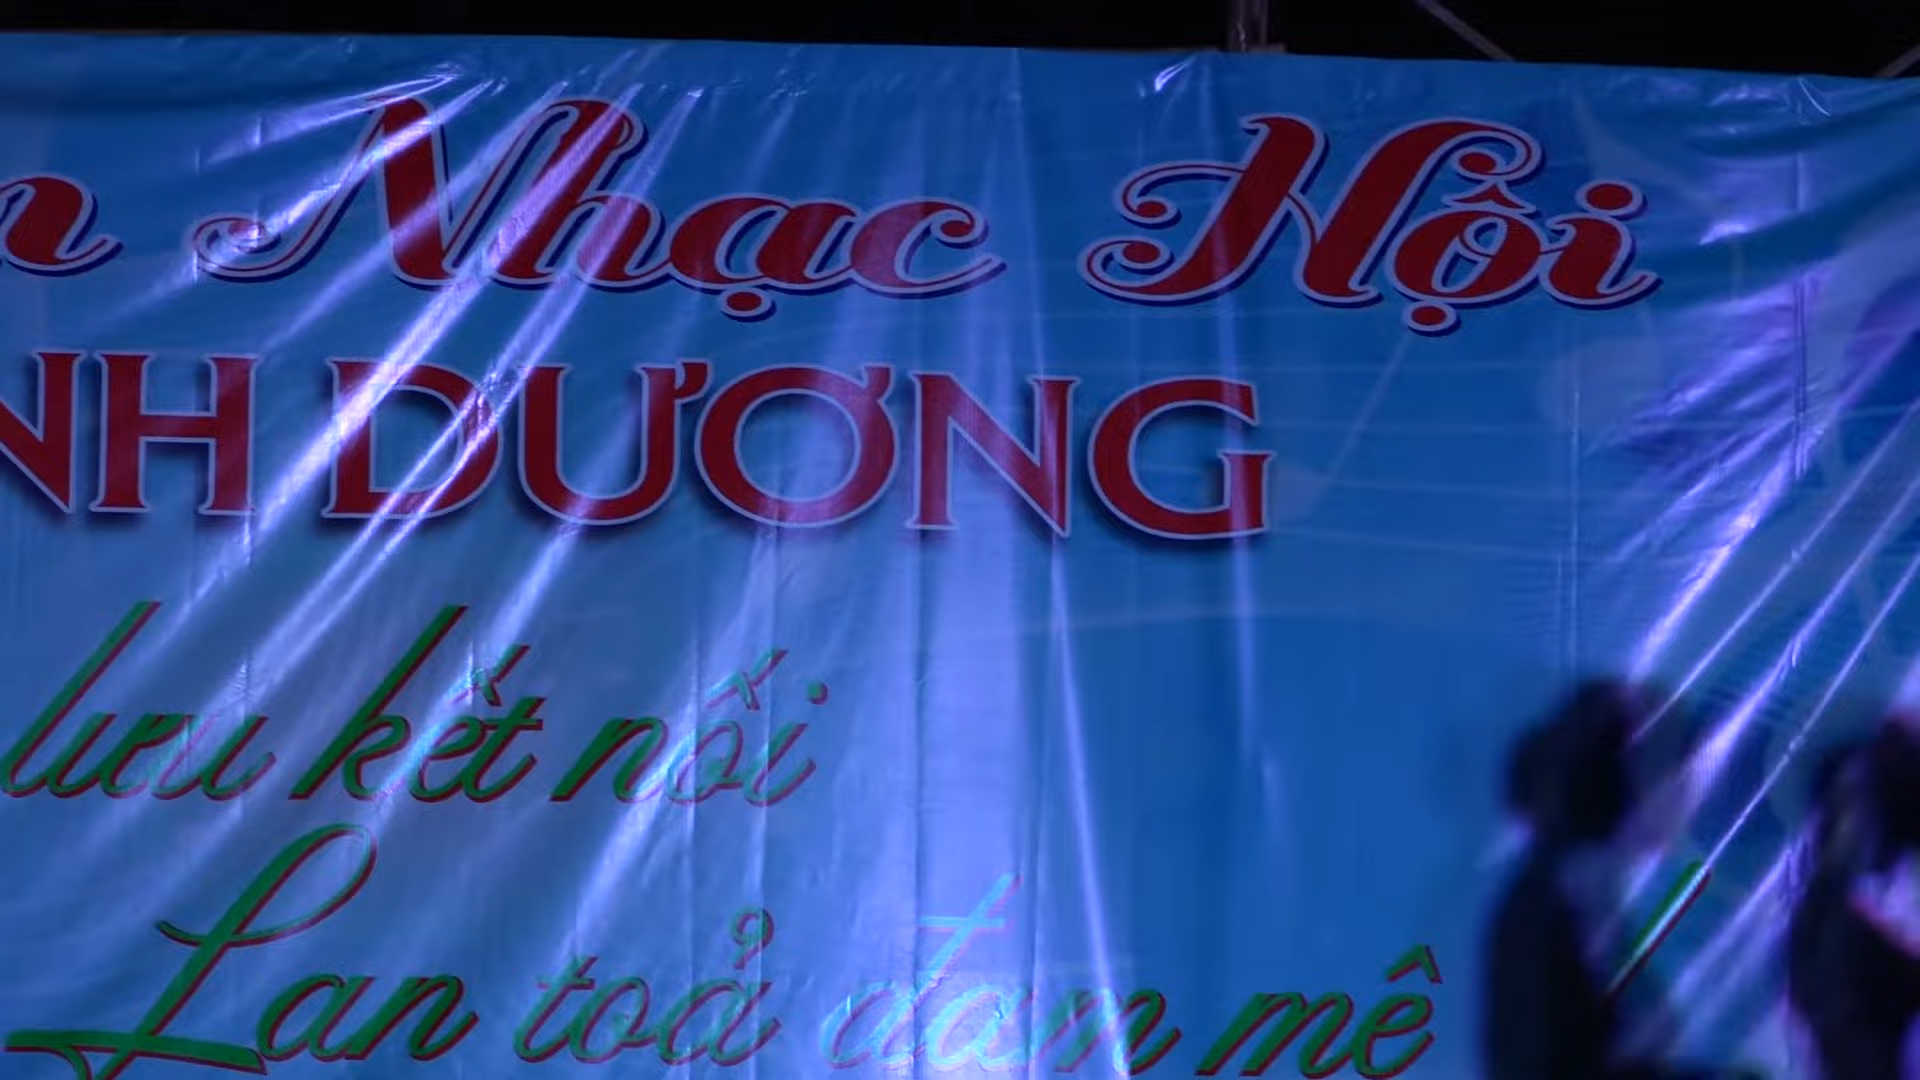 n Nhạc Hội
NH DƯƠNG
lưu kết nối
Lan toả đam mê